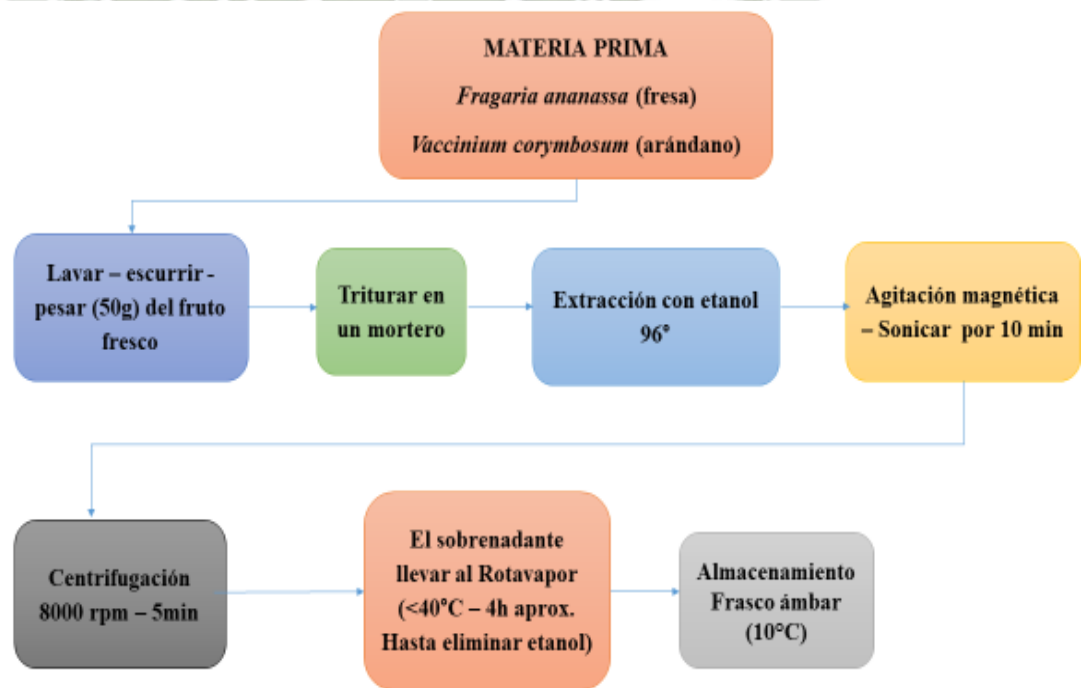 MATERIA PRIMA
Fragaria ananassa (fresa)
Vaccinium corymbosum (arándano)
Lavar – escurrir -
pesar (50g) del fruto
fresco
Triturar en
un mortero
Extracción con etanol
96°
Agitación magnética
– Sonicar por 10 min
Centrifugación
8000 rpm – 5min
El sobrenadante
llevar al Rotavapor
(<40°C – 4h aprox.
Hasta eliminar etanol)
Almacenamiento
Frasco ámbar
(10°C)